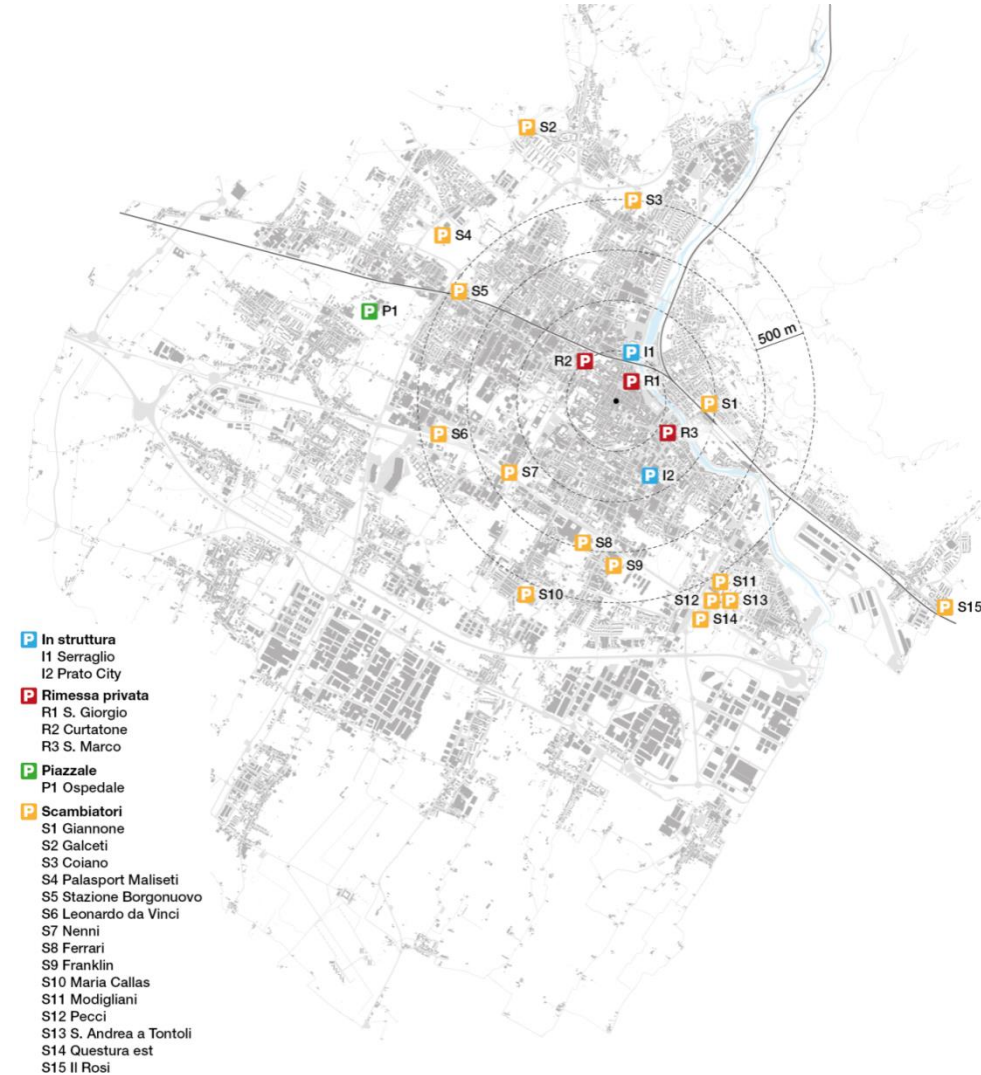 P S2
P S3
P S4
P S5
P P1
500 m
P I1
R2 P
P R1
P S1
P S6
P R3
P S7
P I2
P S8
P S9
P S10
P S11
S12 P
P S13
P S14
P S15
P In struttura
I1 Serraglio
I2 Prato City
P Rimessa privata
R1 S. Giorgio
R2 Curtatone
R3 S. Marco
P Piazzale
P1 Ospedale
P Scambiatori
S1 Giannone
S2 Galceti
S3 Coiano
S4 Palasport Maliseti
S5 Stazione Borgonuovo
S6 Leonardo da Vinci
S7 Nenni
S8 Ferrari
S9 Franklin
S10 Maria Callas
S11 Modigliani
S12 Pecci
S13 S. Andrea a Tontoli
S14 Questura est
S15 Il Rosi